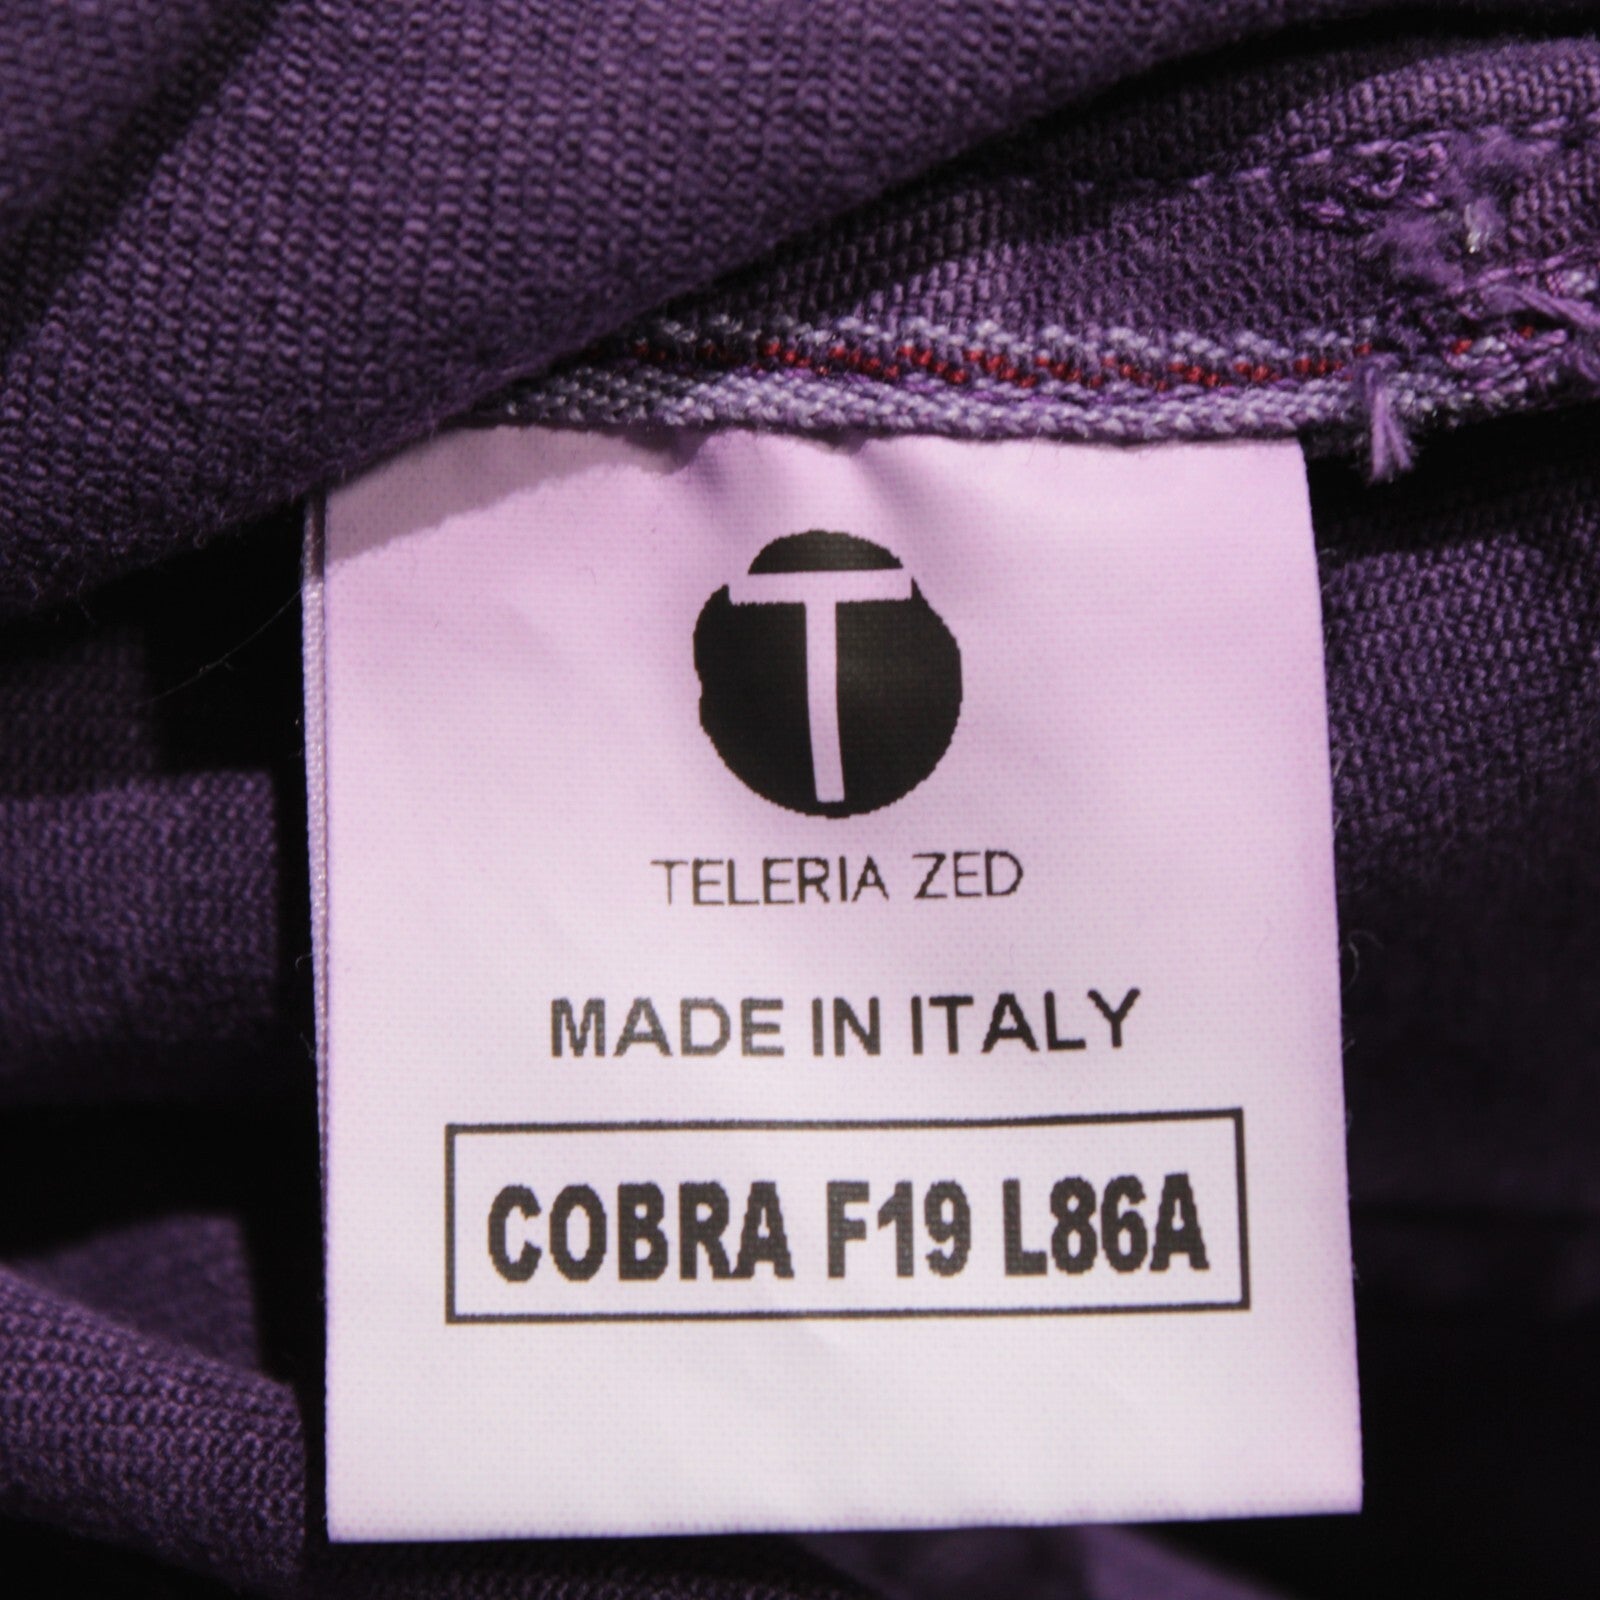 T
TELERIA ZED
MADE IN ITALY
COBRA F19 L86A